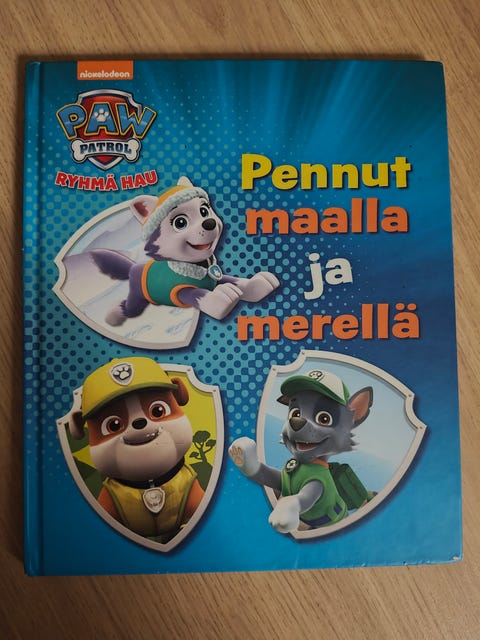 nickelodeon
PAW
PATROL
RYHMÄ HAU
Pennut
maalla
ja
merellä